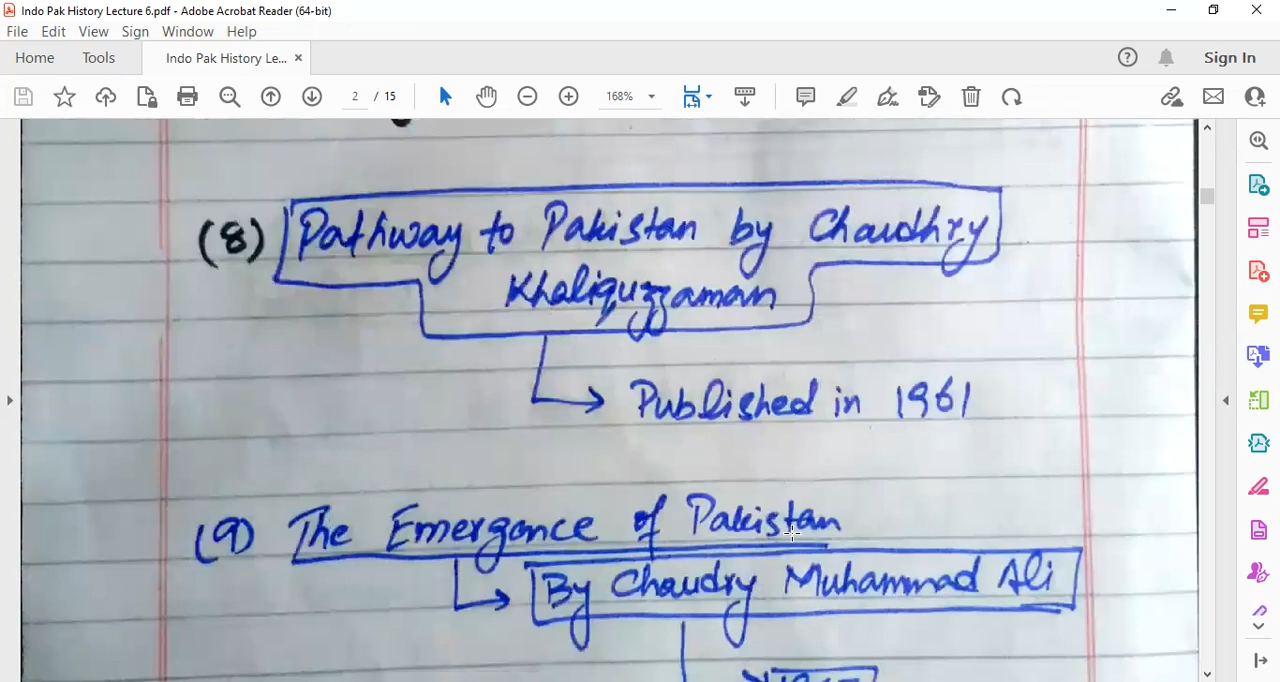 Indo Pak History Lecture 6.pdf - Adobe Acrobat Reader (64-bit)
File Edit View Sign Window Help
Home Tools Indo Pak History Le... × Sign In
2 / 15 168%
(8) Pathway to Pakistan by Chaudhry
Khaliquzzaman
Published in 1961
(9) The Emergance of Pakistan
By Chaudry Muhammad Ali